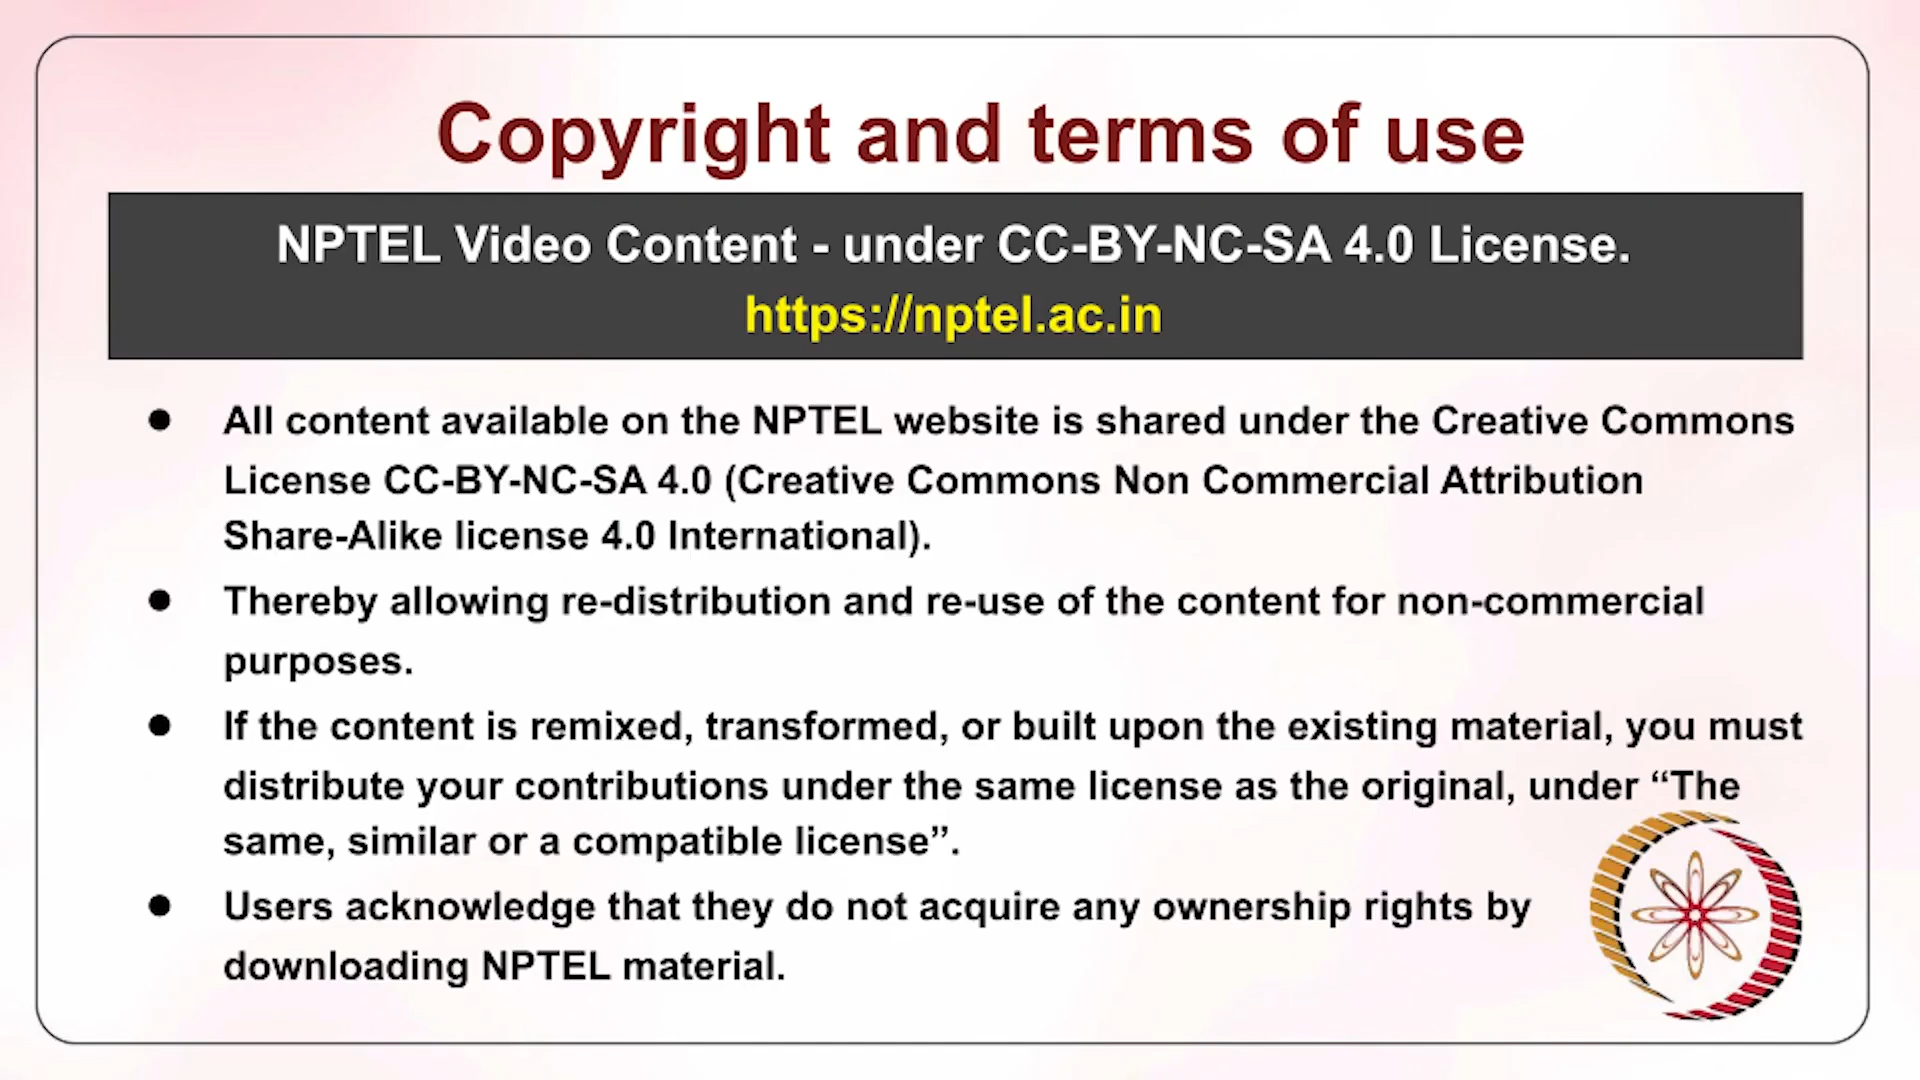 Copyright and terms of use
NPTEL Video Content - under CC-BY-NC-SA 4.0 License.
https://nptel.ac.in
● All content available on the NPTEL website is shared under the Creative Commons
License CC-BY-NC-SA 4.0 (Creative Commons Non Commercial Attribution
Share-Alike license 4.0 International).
● Thereby allowing re-distribution and re-use of the content for non-commercial
purposes.
● If the content is remixed, transformed, or built upon the existing material, you must
distribute your contributions under the same license as the original, under “The
same, similar or a compatible license”.
● Users acknowledge that they do not acquire any ownership rights by
downloading NPTEL material.